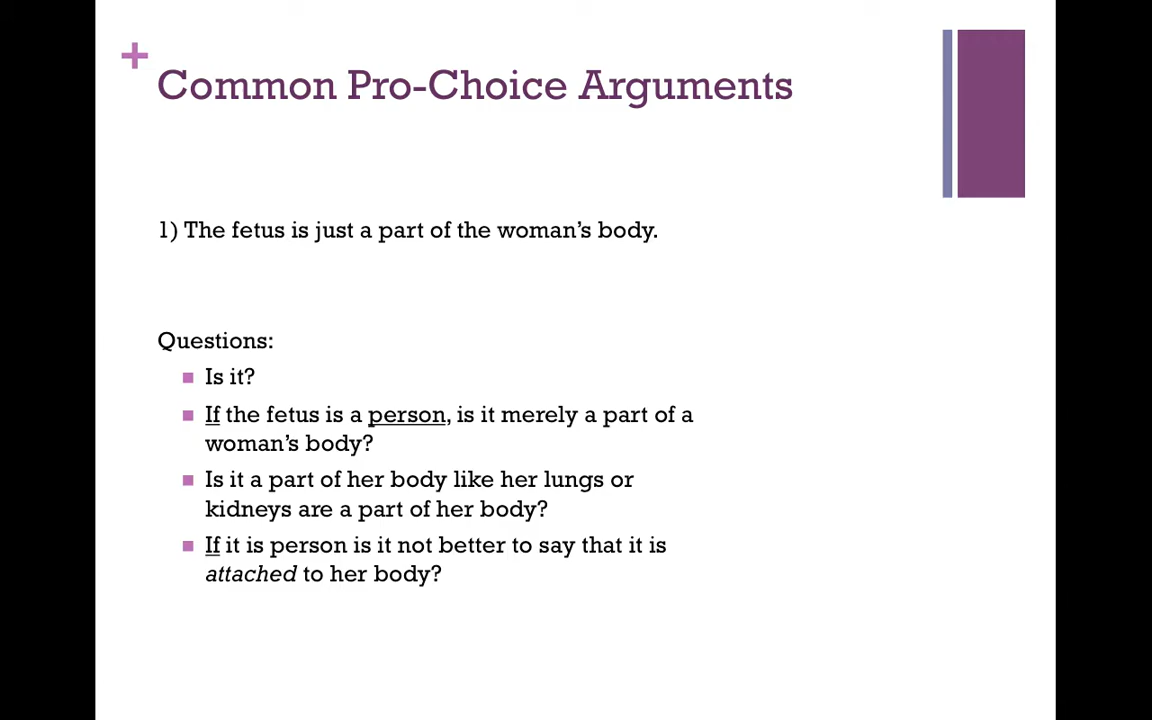 +
Common Pro-Choice Arguments
1) The fetus is just a part of the woman’s body.
Questions:
■ Is it?
■ If the fetus is a person, is it merely a part of a
woman’s body?
■ Is it a part of her body like her lungs or
kidneys are a part of her body?
■ If it is person is it not better to say that it is
attached to her body?